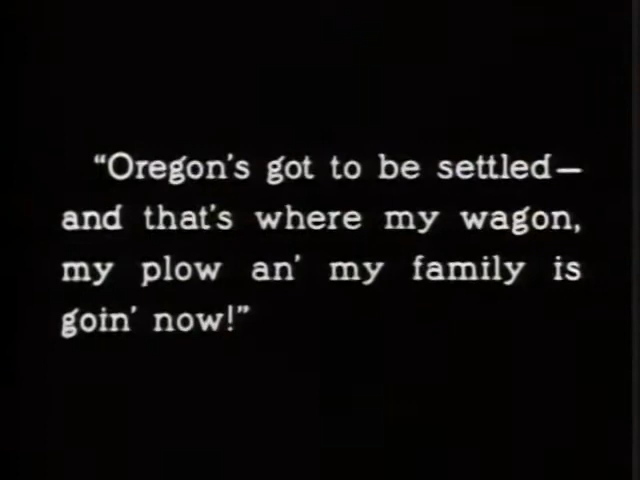 “Oregon's got to be settled—
and that's where my wagon,
my plow an' my family is
goin' now!”